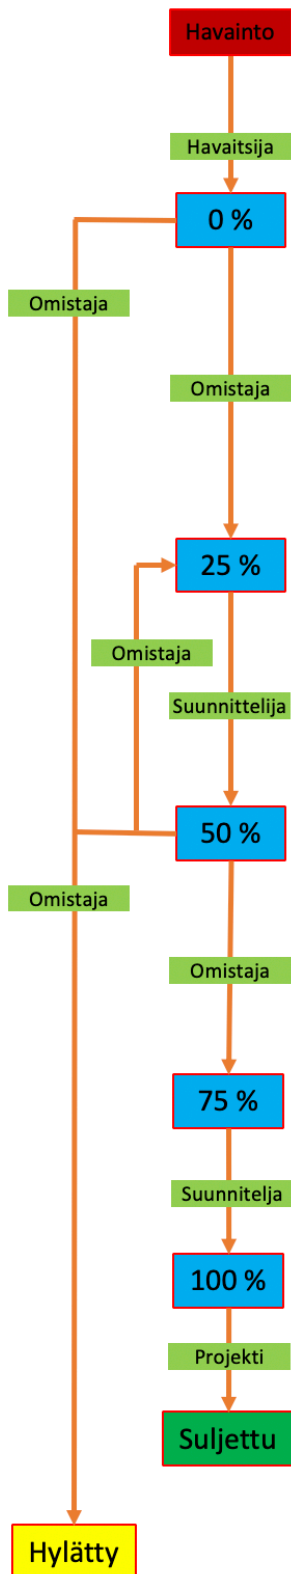 Havainto
Havaitsija
0 %
Omistaja
Omistaja
25 %
Omistaja
Suunnittelija
50 %
Omistaja
Omistaja
75 %
Suunnitelja
100 %
Projekti
Suljettu
Hylätty